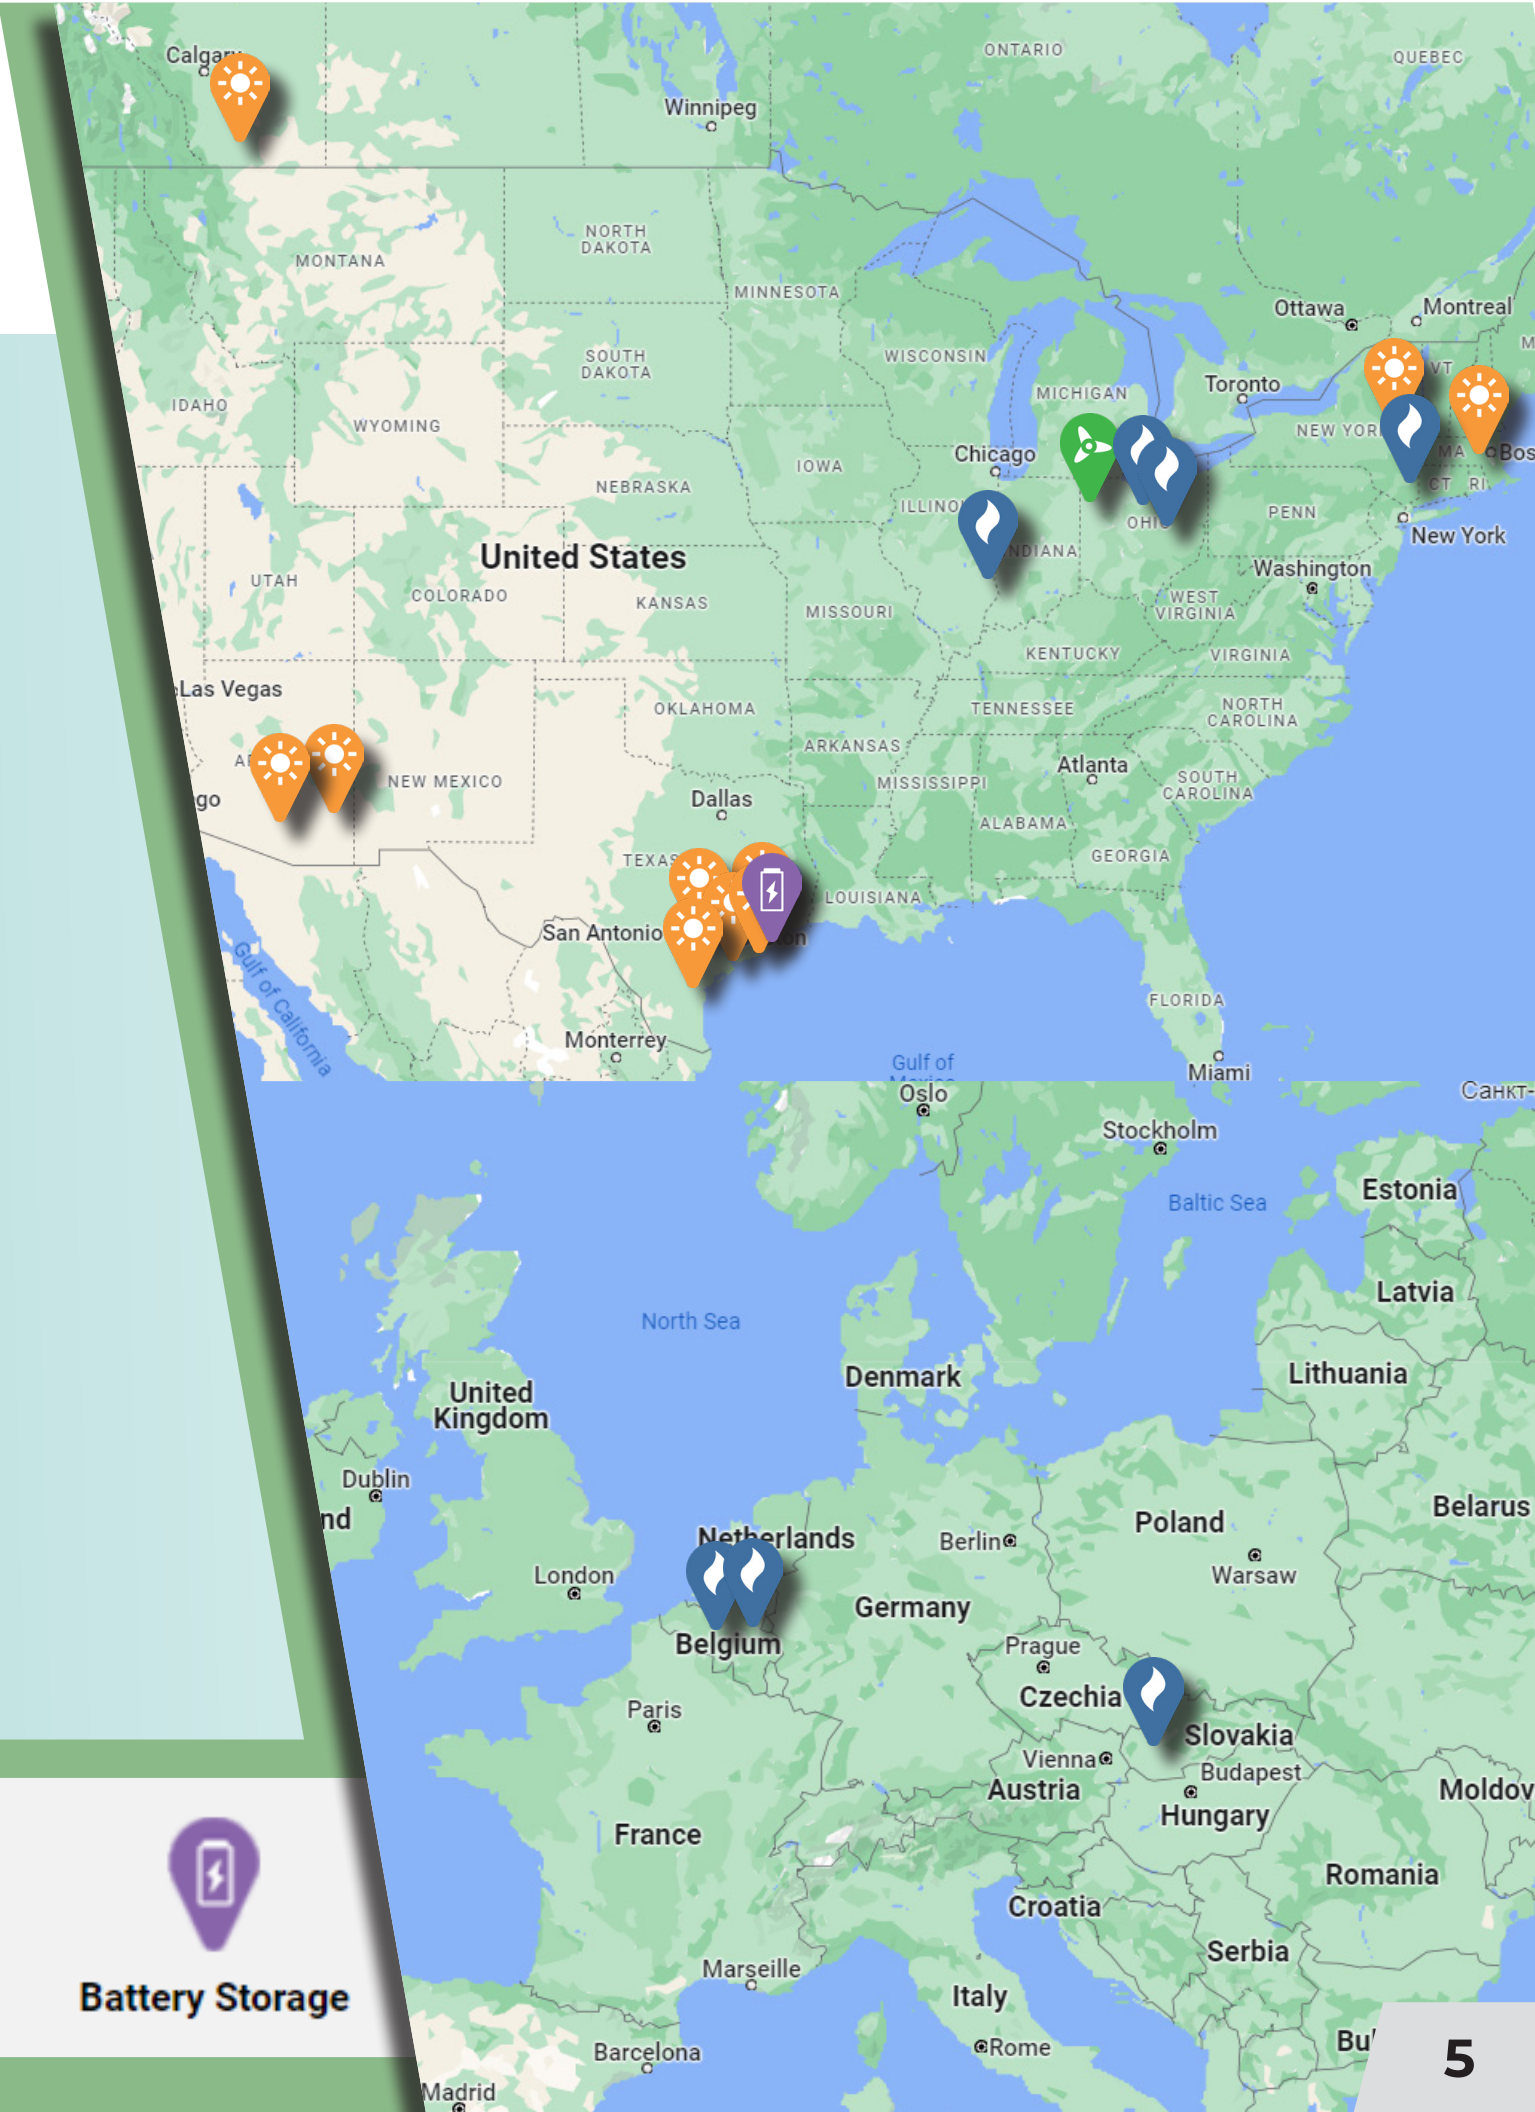 Calgary
ONTARIO
QUEBEC
Winnipeg
NORTH
DAKOTA
MONTANA
MINNESOTA
Ottawa
Montreal
SOUTH
DAKOTA
WISCONSIN
VT
MICHIGAN
Toronto
IDAHO
WYOMING
NEW YOR
Chicago
MA
Bos
IOWA
NEBRASKA
CT
RI
ILLINO
PENN
OHIO
New York
United States
NDIANA
Washington
UTAH
COLORADO
KANSAS
MISSOURI
WEST
VIRGINIA
KENTUCKY
VIRGINIA
Las Vegas
OKLAHOMA
TENNESSEE
NORTH
CAROLINA
ARKANSAS
Atlanta
NEW MEXICO
MISSISSIPPI
SOUTH
CAROLINA
go
Dallas
ALABAMA
TEXAS
GEORGIA
LOUISIANA
San Antonio
on
Gulf of California
FLORIDA
Monterrey
Gulf of
Miami
Oslo
Санкт-
Stockholm
Estonia
Baltic Sea
Latvia
North Sea
Denmark
Lithuania
United
Kingdom
Dublin
nd
Netherlands
Berlin
Poland
Belarus
London
Warsaw
Germany
Belgium
Prague
Czechia
Paris
Slovakia
Vienna
Budapest
Austria
Moldov
Hungary
France
Romania
Croatia
Serbia
Marseille
Italy
Battery Storage
Rome
Bul
Barcelona
Madrid
5